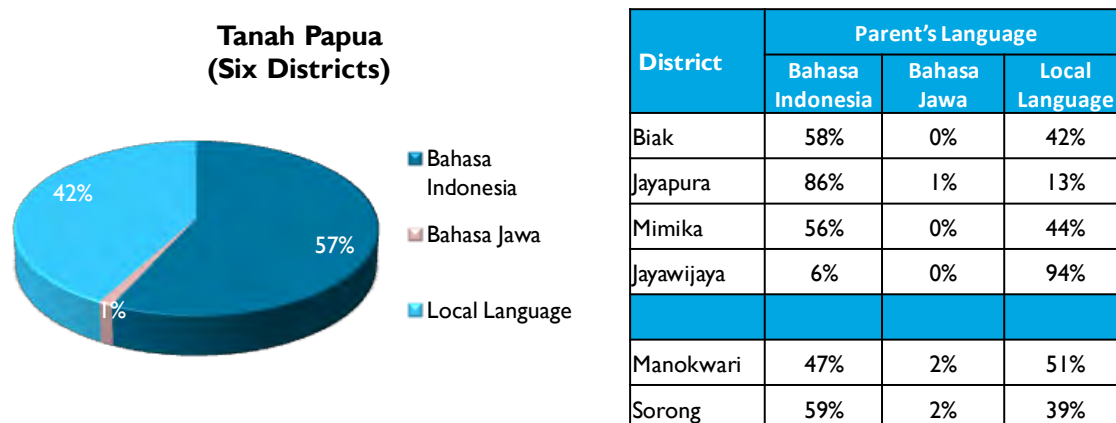 Tanah Papua
(Six Districts)
42%
57%
1%
Bahasa
Indonesia
Bahasa Jawa
Local Language
District
Parent's Language
Bahasa Indonesia
Bahasa Jawa
Local Language
Biak 58% 0% 42%
Jayapura 86% 1% 13%
Mimika 56% 0% 44%
Jayawijaya 6% 0% 94%
Manokwari 47% 2% 51%
Sorong 59% 2% 39%